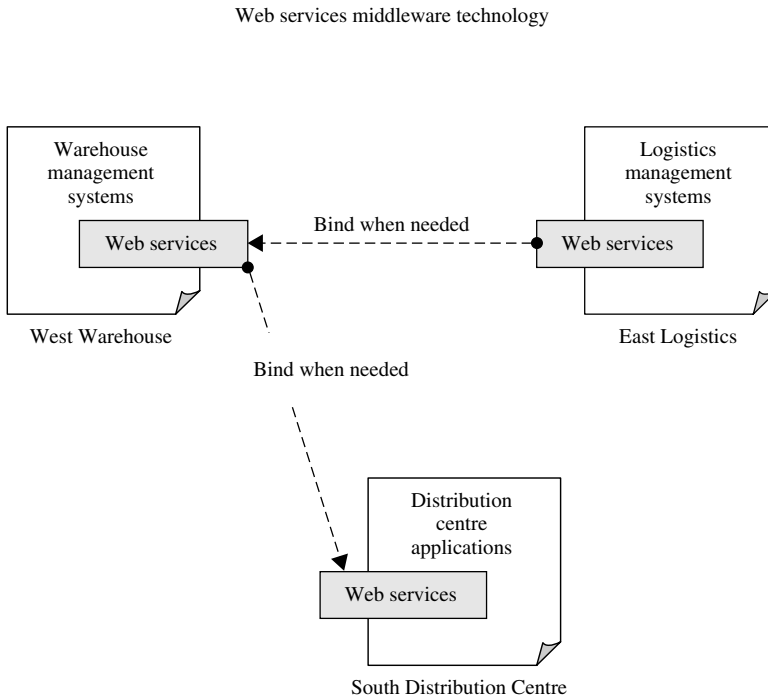 Web services middleware technology
Warehouse
management
systems
Web services
West Warehouse
Bind when needed
Logistics
management
systems
Web services
East Logistics
Bind when needed
Distribution
centre
applications
Web services
South Distribution Centre